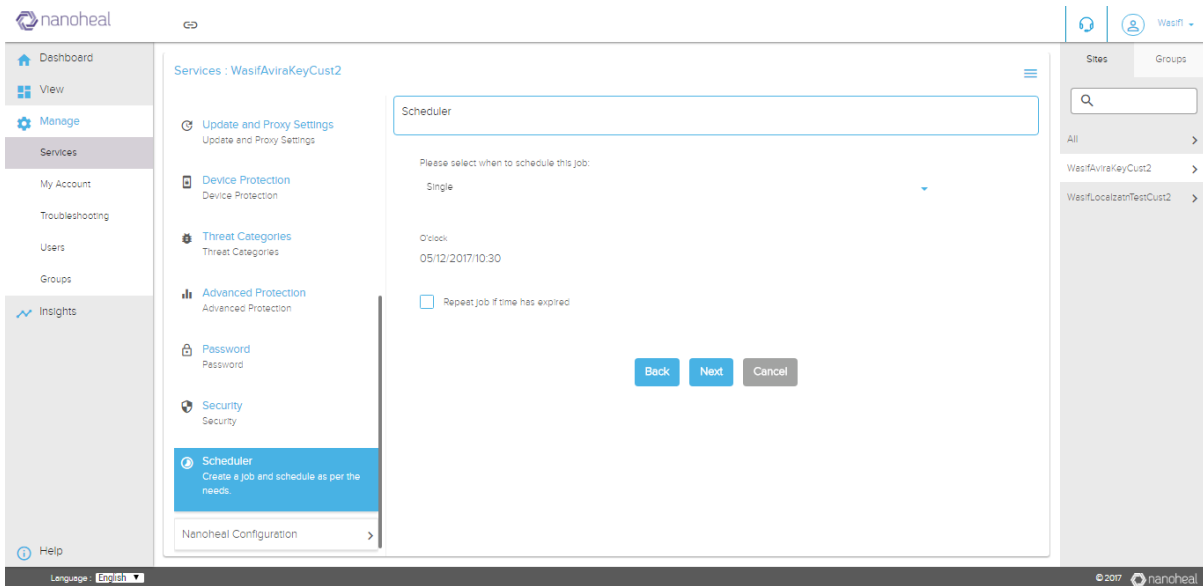 nanoheal
Wasif1
Dashboard
View
Manage
Services
My Account
Troubleshooting
Users
Groups
Insights
Help
Services : WasifAviraKeyCust2
Update and Proxy Settings
Update and Proxy Settings
Device Protection
Device Protection
Threat Categories
Threat Categories
Advanced Protection
Advanced Protection
Password
Password
Security
Security
Scheduler
Create a job and schedule as per the
needs.
Nanoheal Configuration
Scheduler
Please select when to schedule this job:
Single
O'clock
05/12/2017/10:30
Repeat job if time has expired
Back
Next
Cancel
Sites
Groups
All
WasifAviraKeyCust2
WasifLocalzatnTestCust2
Language : English
© 2017 nanoheal